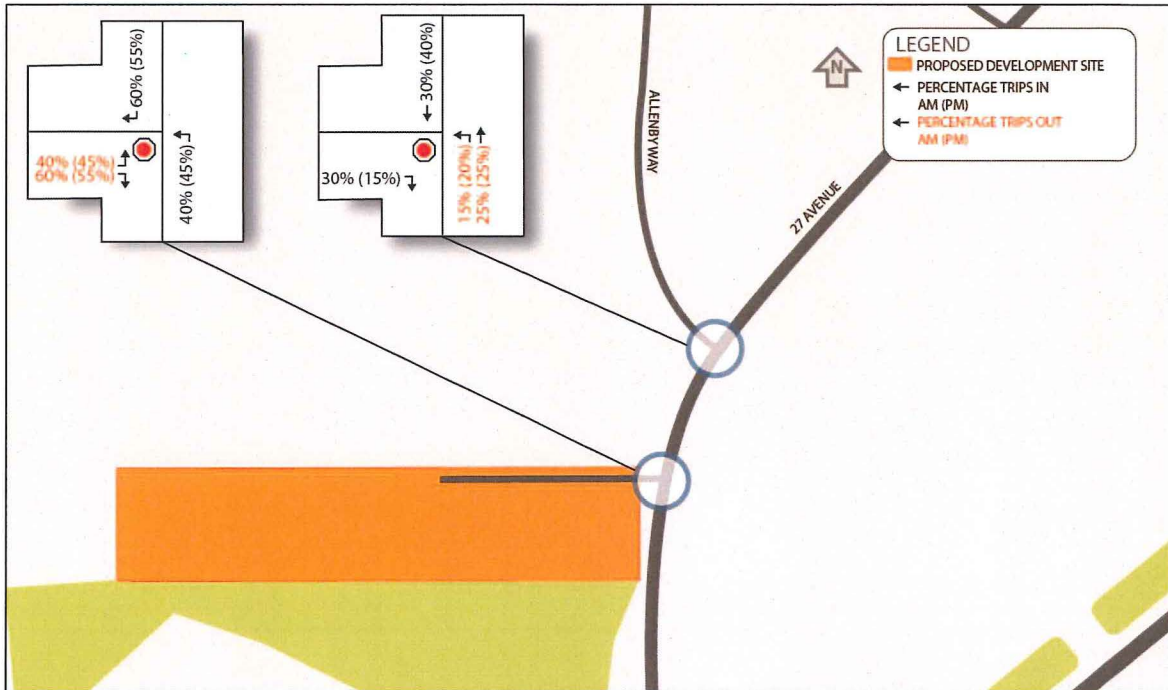 60% (55%)
40% (45%)
60% (55%)
40% (45%)
30% (40%)
30% (15%)
15% (20%)
25% (25%)
ALLENBY WAY
27 AVENUE
N
LEGEND
PROPOSED DEVELOPMENT SITE
PERCENTAGE TRIPS IN
AM (PM)
PERCENTAGE TRIPS OUT
AM (PM)